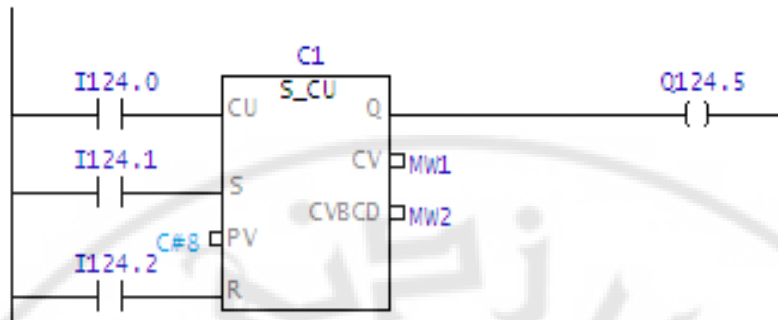 C1
I124.0 S_CU Q124.5
CU Q
I124.1 CV MW1
S
CVBCD MW2
C#8 PV
I124.2
R